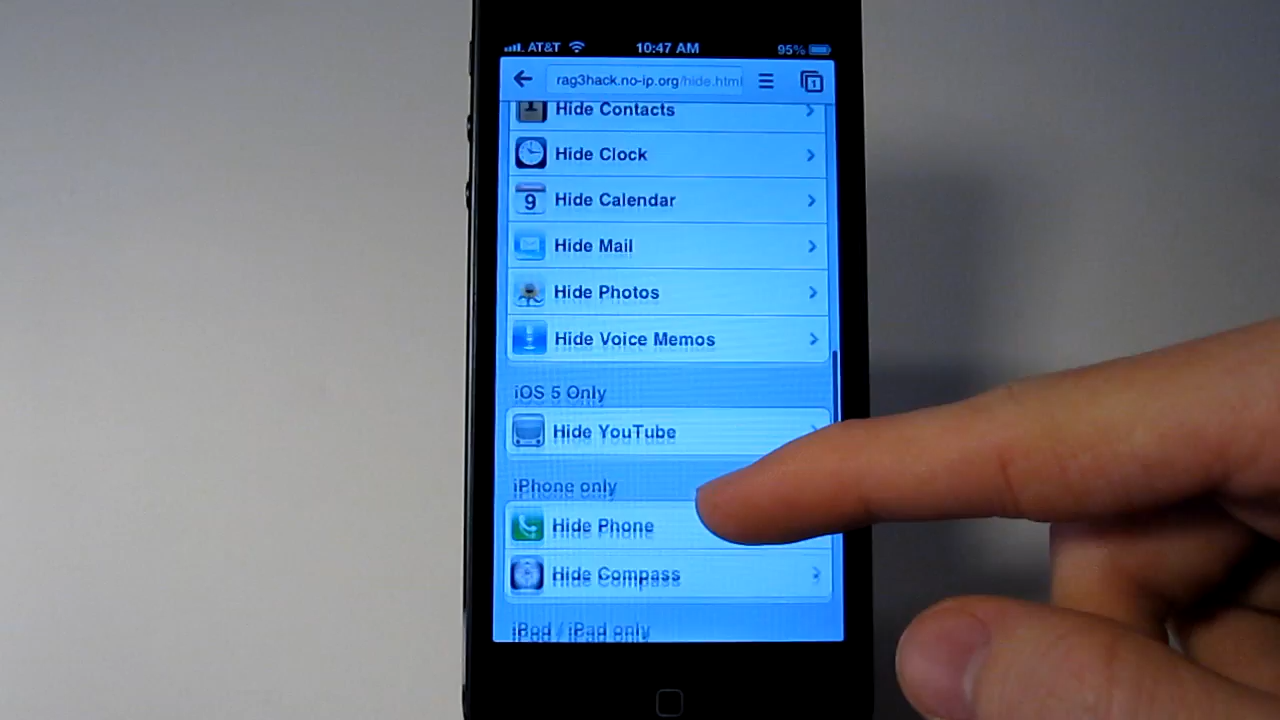 AT&T 10:47 AM 95%
rag3hack.no-ip.org/hide.html
1
Hide Contacts
Hide Clock
9 Hide Calendar
Hide Mail
Hide Photos
Hide Voice Memos
iOS 5 Only
Hide YouTube
iPhone only
Hide Phone
Hide Compass
iPod / iPad only